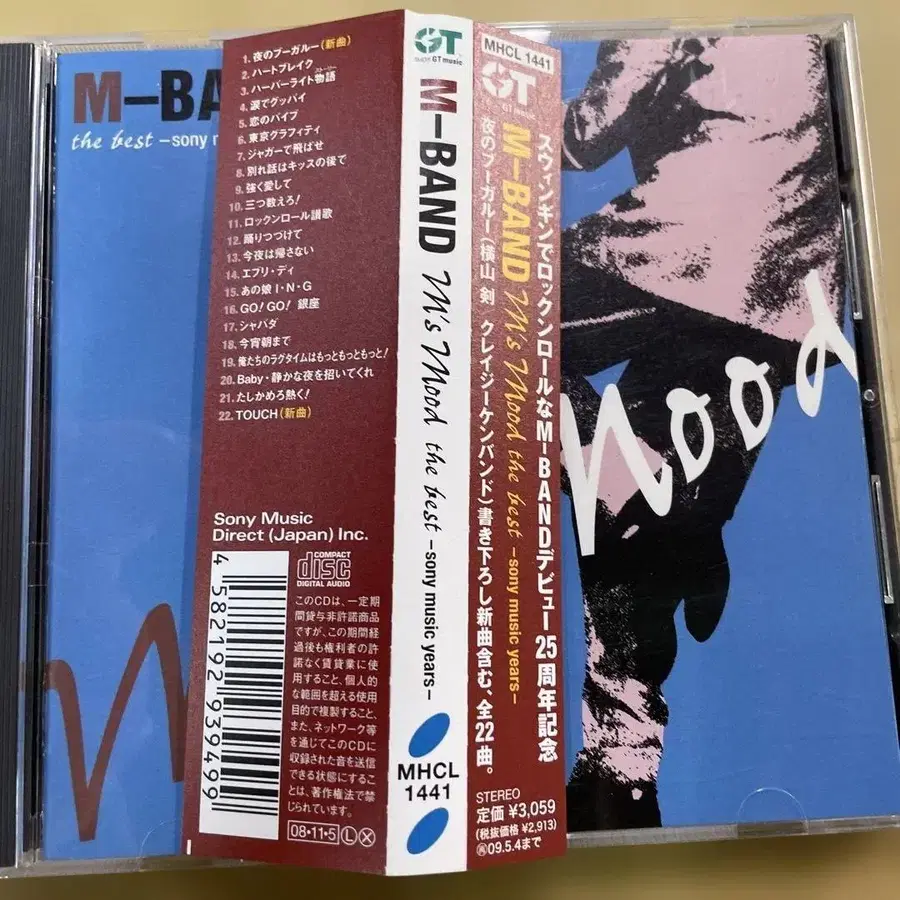 M–BA
the best –sony m
1. 夜のブーガルー(新曲)
2. ハートブレイク
3. ハーバーライト物語
ストーリー
4. 涙でグッバイ
5. 恋のパイプ
6. 東京グラフィティ
7. ジャガーで飛ばせ
8. 別れ話はキッスの後で
9. 強く愛して
10. 三つ数えろ!
11. ロックンロール讃歌
12. 踊りつづけて
13. 今夜は帰さない
14. エブリ・ディ
15. あの娘 I・N・G
16. GO! GO! 銀座
17. シャバダ
18. 今宵朝まで
19. 俺たちのラグタイムはもっともっともっと!
20. Baby・静かな夜を招いてくれ
21. たしかめろ熱く!
22. TOUCH(新曲)
Sony Music
Direct (Japan) Inc.
COMPACT
disc
DIGITAL AUDIO
4 582192 939499
このCDは、一定期
間貸与非許諾商品
ですが、この期間経
過後も権利者の許
諾なく賃貸業に使
用すること、個人的
な範囲を超える使用
目的で複製すること、
また、ネットワーク等
を通じてこのCDに
収録された音を送信
できる状態にするこ
とは、著作権法で禁
じられています。
08・11・5 L X
GT
GT music
M–BAND M's Mood the best –sony music years–
MHCL
1441
MHCL 1441
GT
GT music
スウィンギンでロックンロールなM-BANDデビュー25周年記念
M–BAND M's Mood the best –sony music years–
夜のブーガルー(横山 剣/クレイジーケンバンド)書き下ろし新曲含む、全22曲。
STEREO
定価 ¥3,059
(税抜価格 ¥2,913)
09.5.4まで
Mood